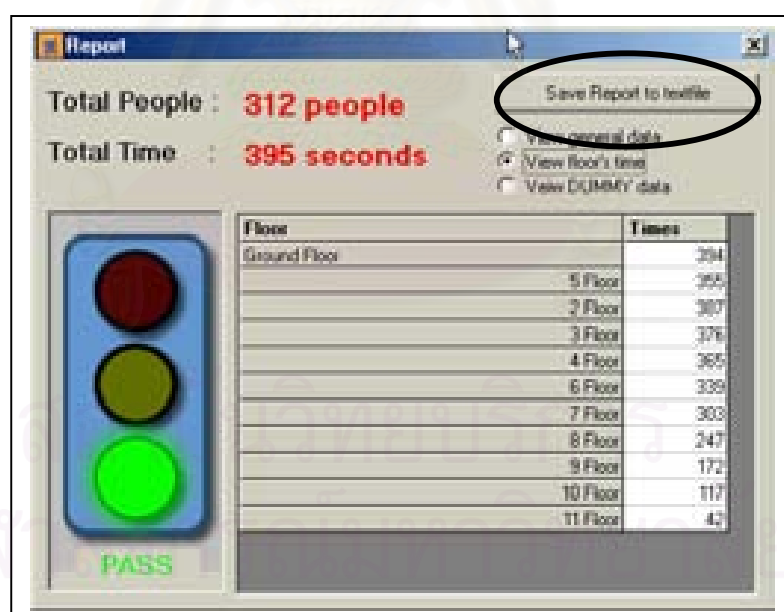 Report
Save Report to textfile
Total People : 312 people
View general data
Total Time : 395 seconds
View floor's time
Veiw DUMMY data
Floor Times
Ground Floor 394
5 Floor 355
2 Floor 387
3 Floor 376
4 Floor 365
6 Floor 339
7 Floor 303
8 Floor 247
9 Floor 172
10 Floor 117
11 Floor 42
PASS